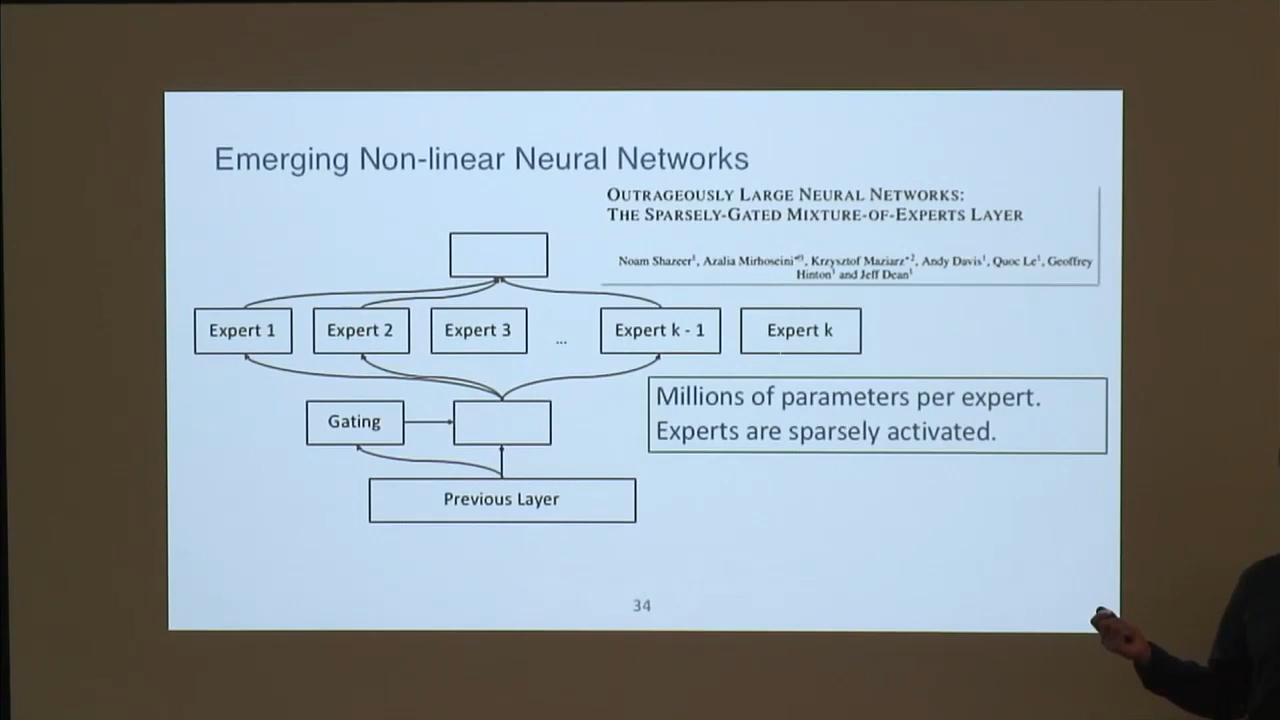 Emerging Non-linear Neural Networks
OUTRAGEOUSLY LARGE NEURAL NETWORKS:
THE SPARSELY-GATED MIXTURE-OF-EXPERTS LAYER
Noam Shazeer¹, Azalia Mirhoseini*¹, Krzysztof Maziarz*², Andy Davis¹, Quoc Le¹, Geoffrey
Hinton¹ and Jeff Dean¹
Expert 1
Expert 2
Expert 3
...
Expert k - 1
Expert k
Millions of parameters per expert.
Experts are sparsely activated.
Gating
Previous Layer
34